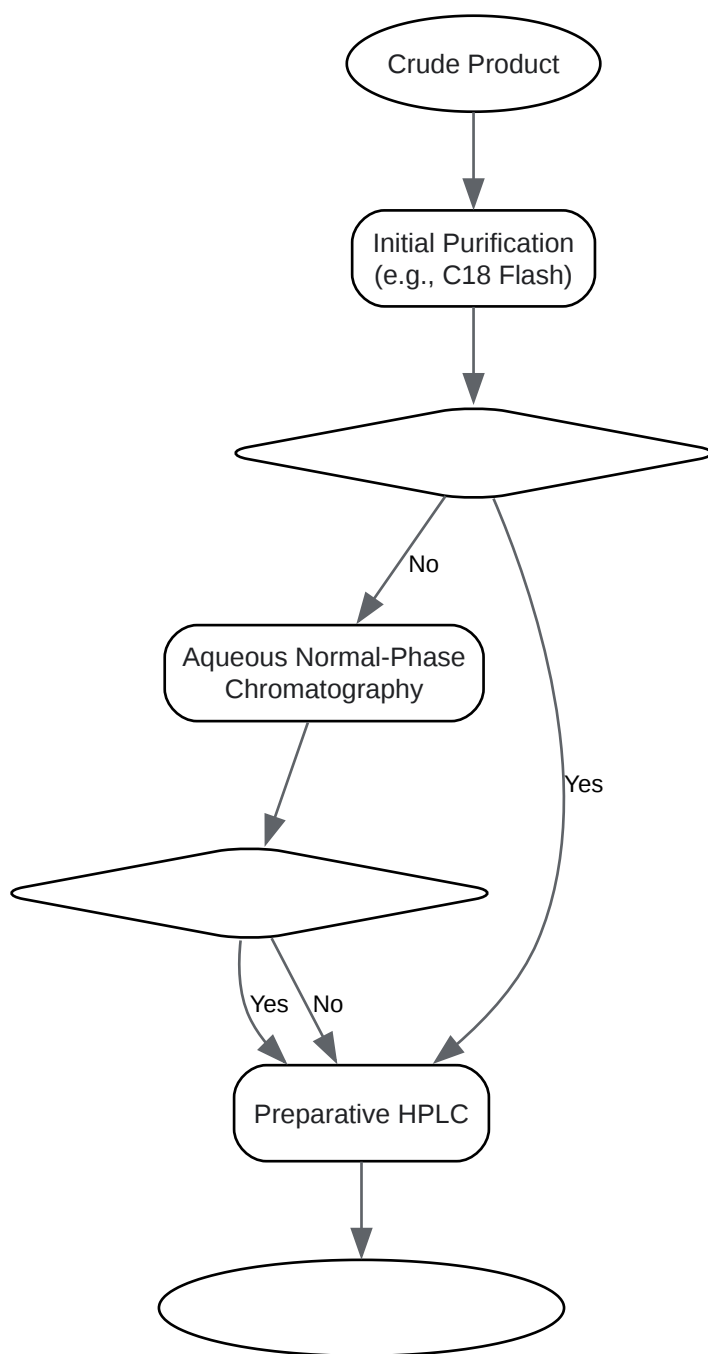 Crude Product
Initial Purification
(e.g., C18 Flash)
No
Aqueous Normal-Phase
Chromatography
Yes
Yes
No
Preparative HPLC